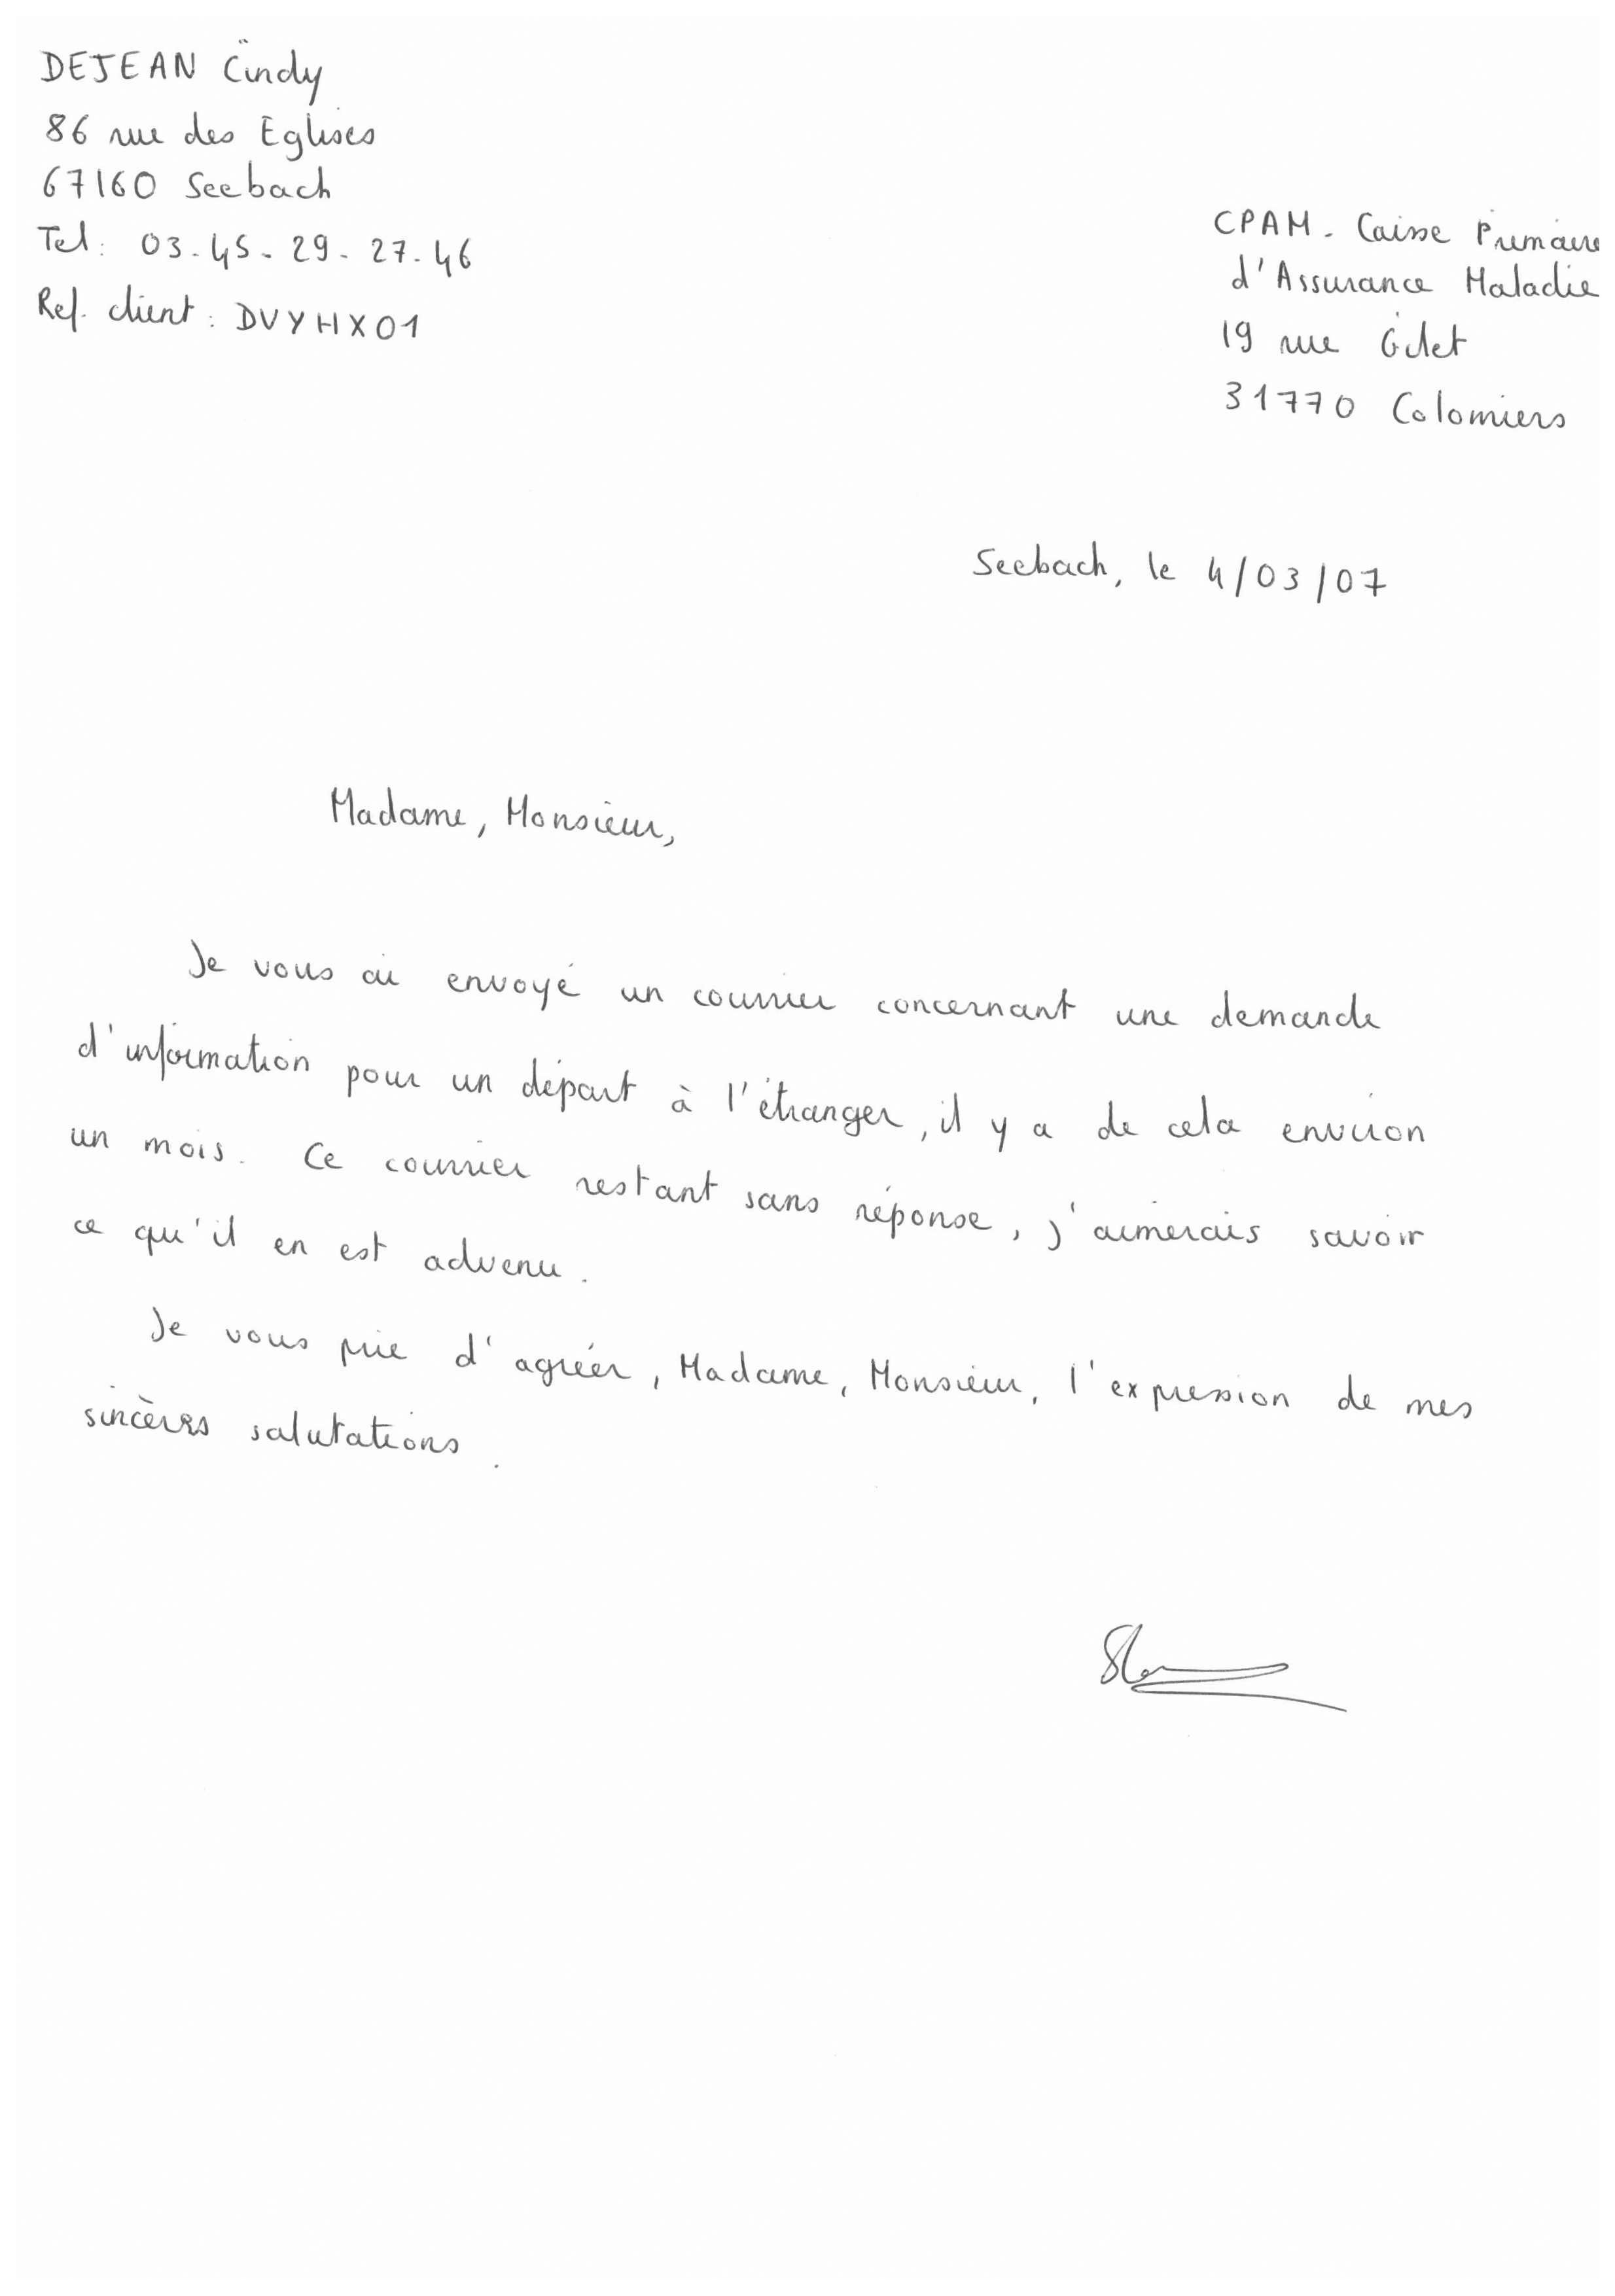 DEJEAN Cindy
86 rue des Eglises
67160 Seebach
Tel : 03.45.29.27.46
Ref. client : DVYHX01
CPAM - Caisse Primaire
d'Assurance Maladie
19 rue Gilet
31770 Colomiers
Seebach, le 4/03/07
Madame, Monsieur,
Je vous ai envoyé un courrier concernant une demande
d'information pour un départ à l'étranger, il y a de cela environ
un mois. Ce courrier restant sans réponse, j'aimerais savoir
ce qu'il en est advenu.
Je vous prie d'agréer, Madame, Monsieur, l'expression de mes
sincères salutations.